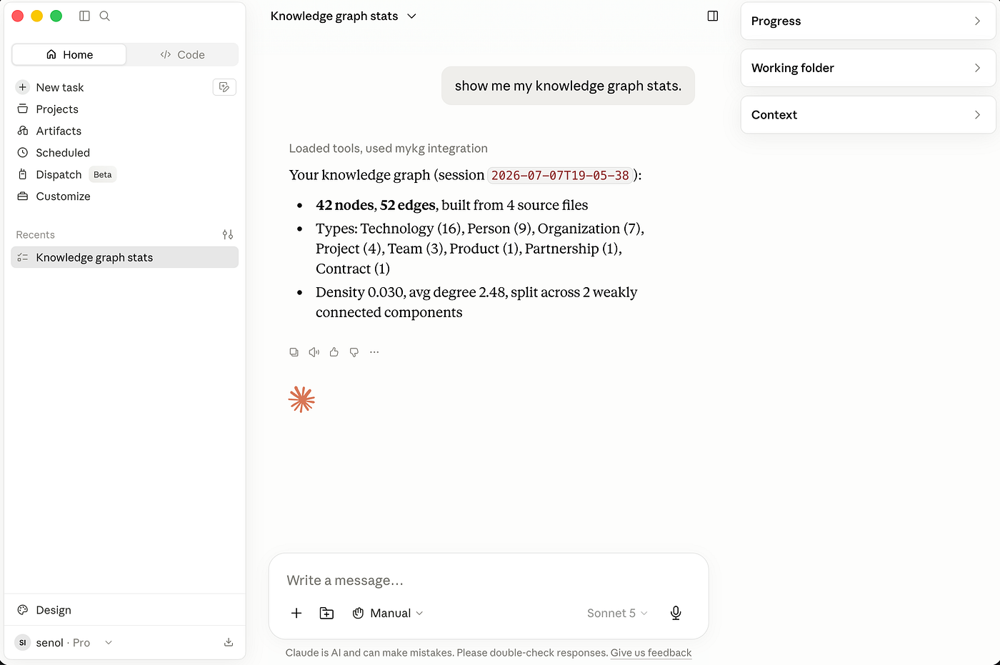 Home
Code
New task
Projects
Artifacts
Scheduled
Dispatch Beta
Customize
Recents
Knowledge graph stats
Design
SI senol · Pro
Knowledge graph stats
show me my knowledge graph stats.
Loaded tools, used mykg integration
Your knowledge graph (session 2026-07-07T19-05-38):
• 42 nodes, 52 edges, built from 4 source files
• Types: Technology (16), Person (9), Organization (7),
Project (4), Team (3), Product (1), Partnership (1),
Contract (1)
• Density 0.030, avg degree 2.48, split across 2 weakly
connected components
Write a message...
Manual
Sonnet 5
Claude is AI and can make mistakes. Please double-check responses. Give us feedback
Progress
Working folder
Context